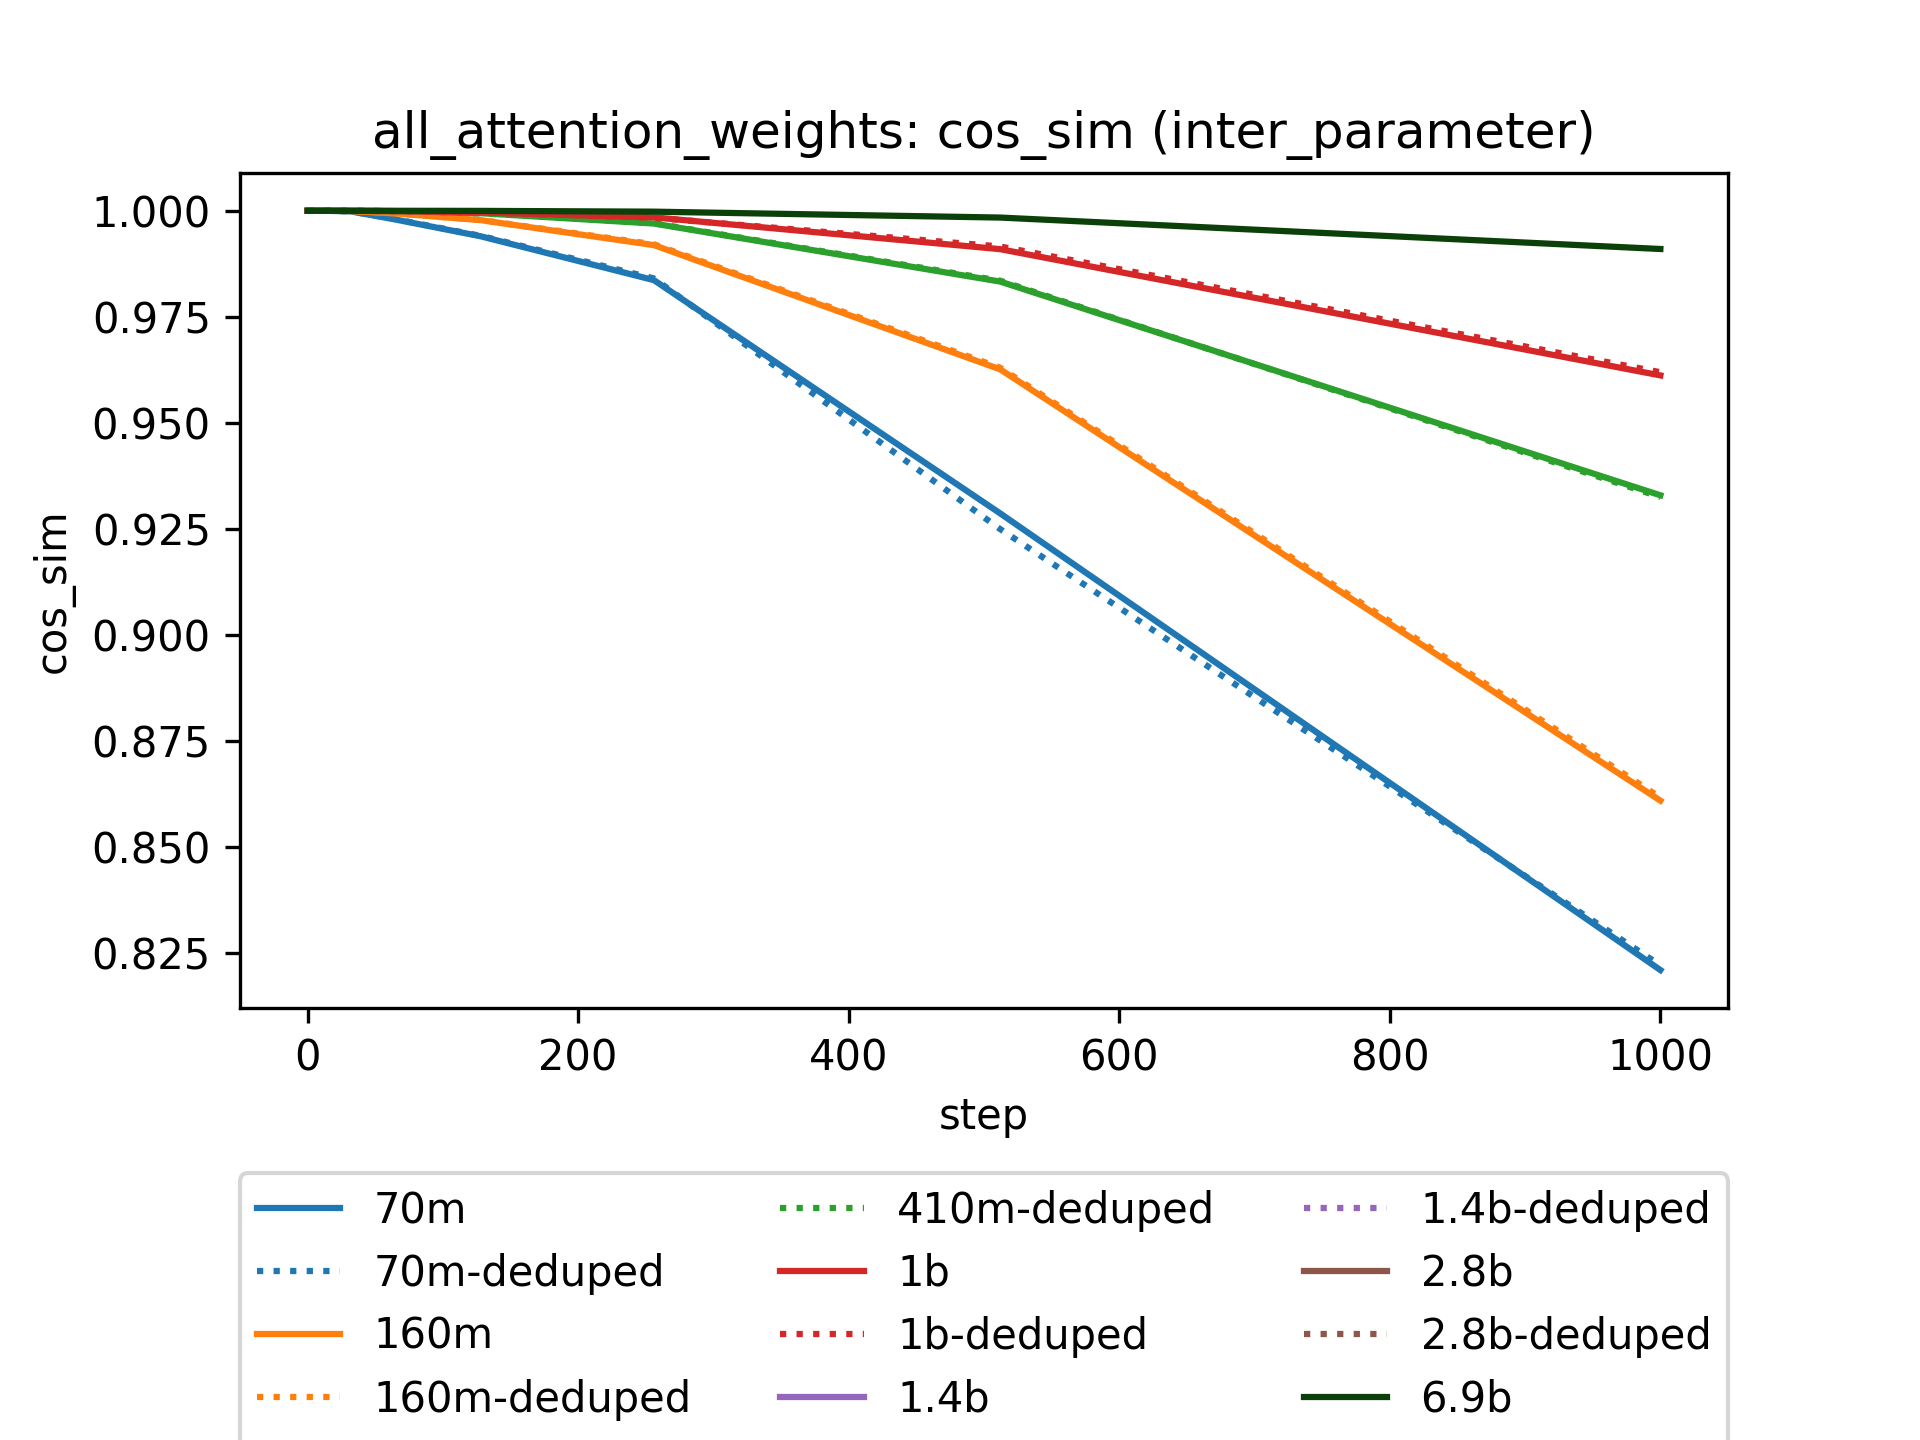 all_attention_weights: cos_sim (inter_parameter)
1.000
0.975
0.950
0.925
0.900
0.875
0.850
0.825
cos_sim
0 200 400 600 800 1000
step
70m 410m-deduped 1.4b-deduped
70m-deduped 1b 2.8b
160m 1b-deduped 2.8b-deduped
160m-deduped 1.4b 6.9b